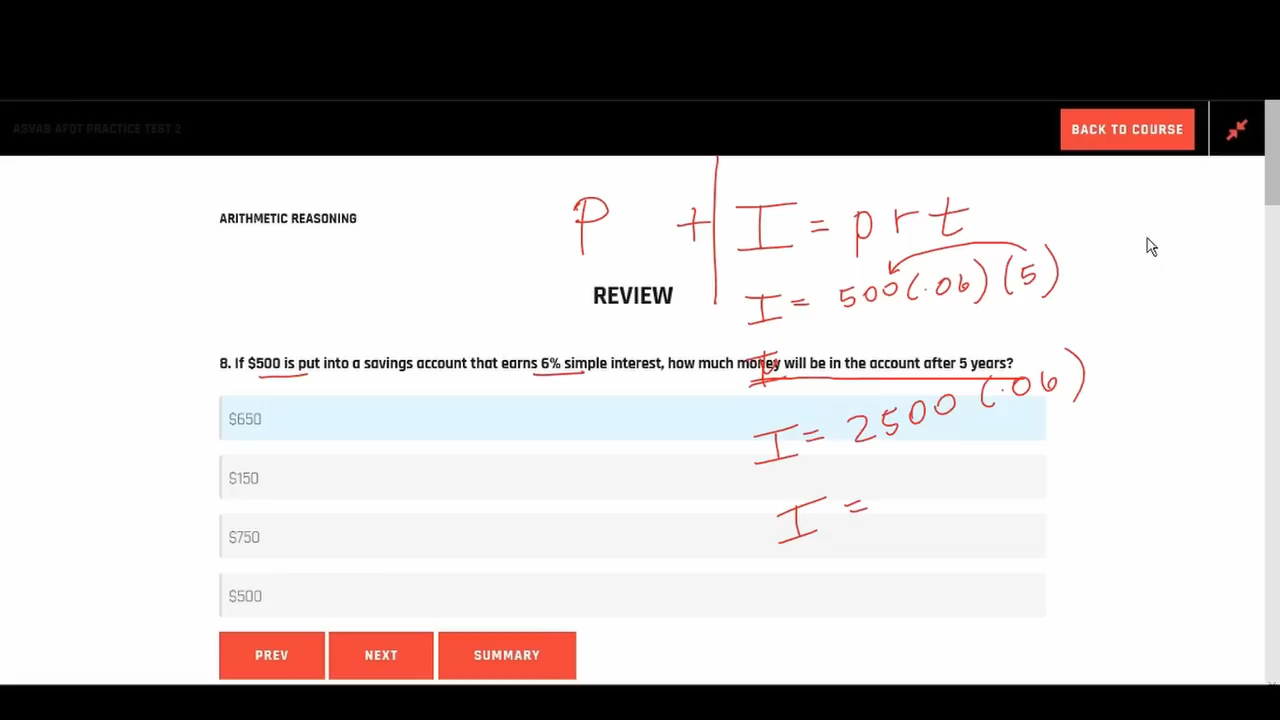 ASVAB AFQT PRACTICE TEST 2
BACK TO COURSE
ARITHMETIC REASONING
P + I = p r t
I = 500(.06)(5)
REVIEW
8. If $500 is put into a savings account that earns 6% simple interest, how much money will be in the account after 5 years?
I = 2500 (.06)
$650
$150
I =
$750
$500
PREV
NEXT
SUMMARY